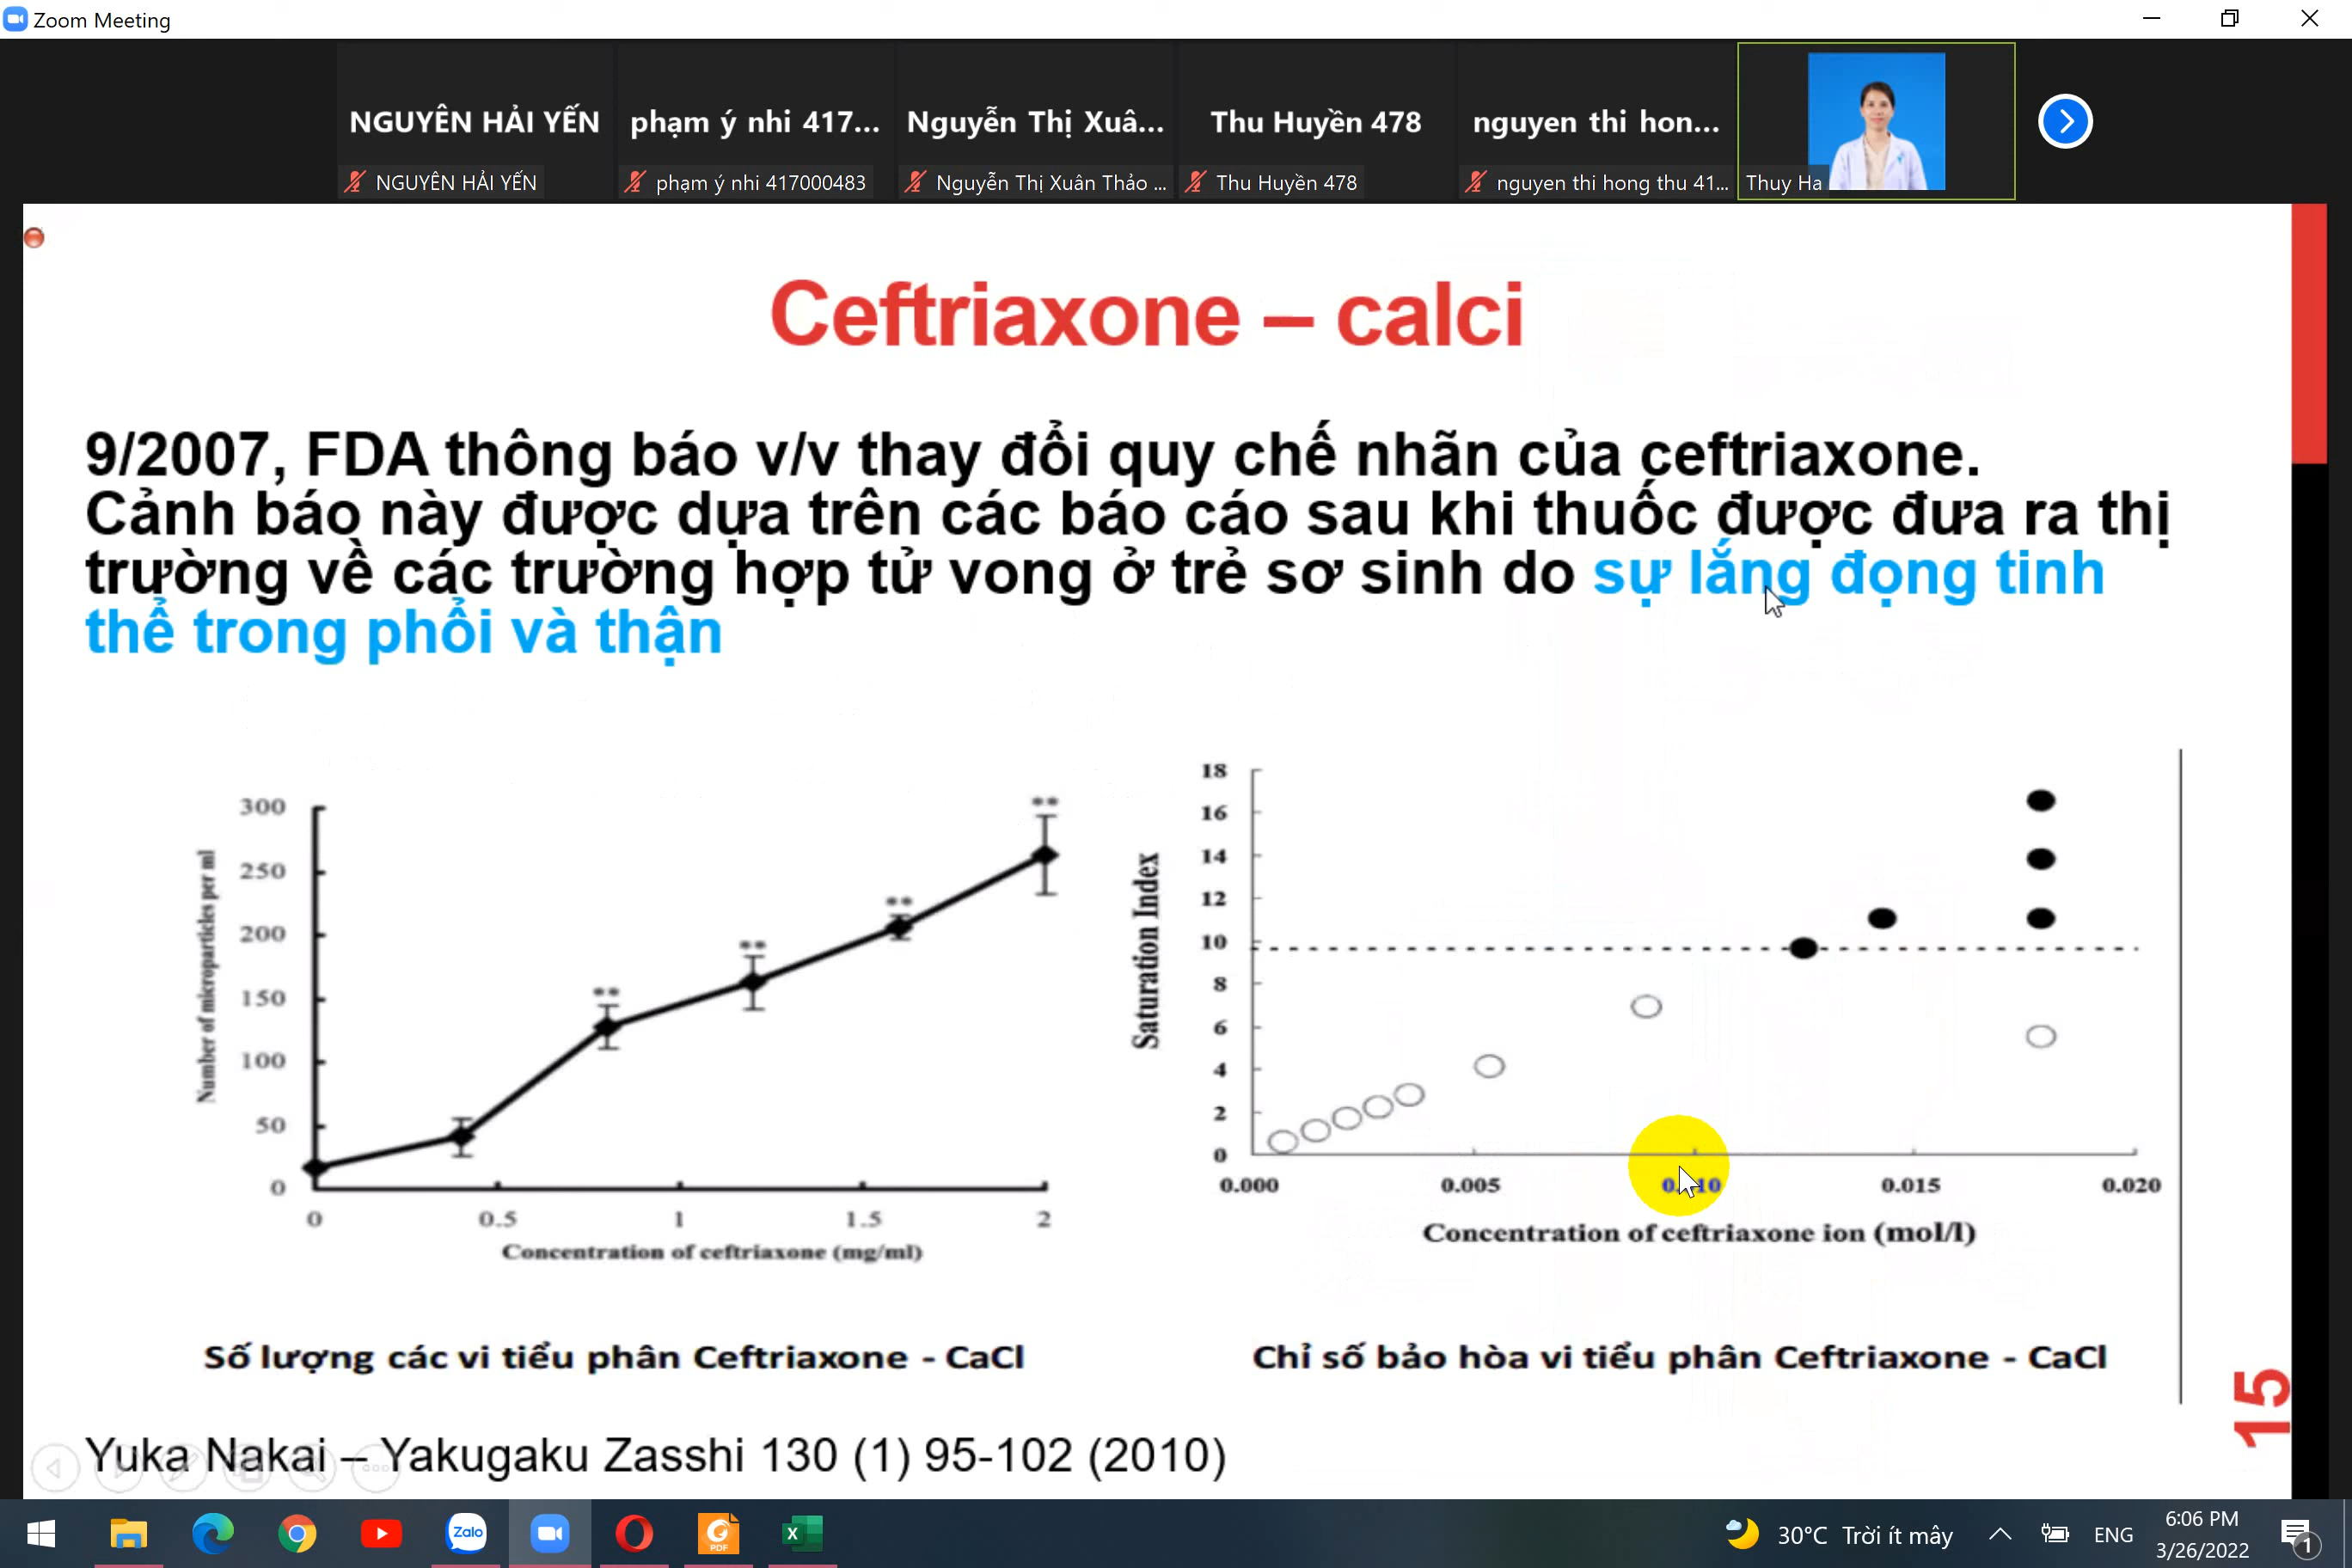 Zoom Meeting
NGUYÊN HẢI YẾN
phạm ý nhi 417...
Nguyễn Thị Xuâ...
Thu Huyền 478
nguyen thi hon...
NGUYÊN HẢI YẾN
phạm ý nhi 417000483
Nguyễn Thị Xuân Thảo ...
Thu Huyền 478
nguyen thi hong thu 41...
Thuy Ha
Ceftriaxone – calci
9/2007, FDA thông báo v/v thay đổi quy chế nhãn của ceftriaxone.
Cảnh báo này được dựa trên các báo cáo sau khi thuốc được đưa ra thị
trường về các trường hợp tử vong ở trẻ sơ sinh do sự lắng đọng tinh
thể trong phổi và thận
Number of microparticles per ml
300
250
200
150
100
50
0
** ** ** **
0 0.5 1 1.5 2
Concentration of ceftriaxone (mg/ml)
Số lượng các vi tiểu phân Ceftriaxone - CaCl
Saturation Index
18
16
14
12
10
8
6
4
2
0
0.000 0.005 0.010 0.015 0.020
Concentration of ceftriaxone ion (mol/l)
Chỉ số bảo hòa vi tiểu phân Ceftriaxone - CaCl
15
Yuka Nakai – Yakugaku Zasshi 130 (1) 95-102 (2010)
Zalo
PDF
X
30°C Trời ít mây
ENG
6:06 PM
3/26/2022
1